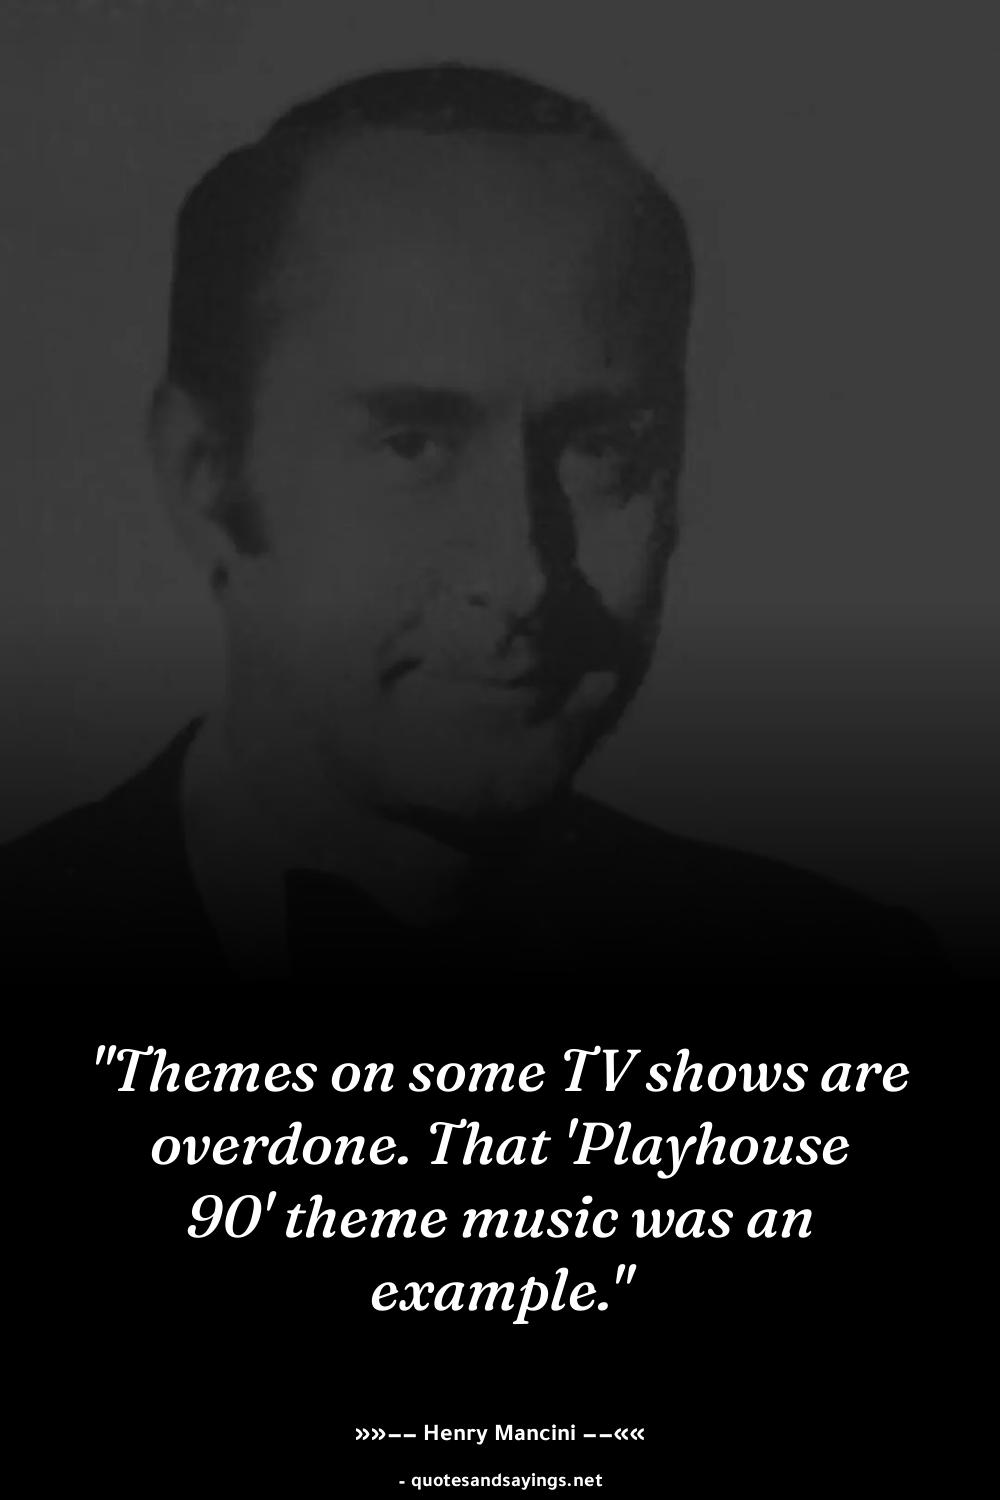 "Themes on some TV shows are
overdone. That 'Playhouse
90' theme music was an
example."
»»–– Henry Mancini ––««
- quotesandsayings.net